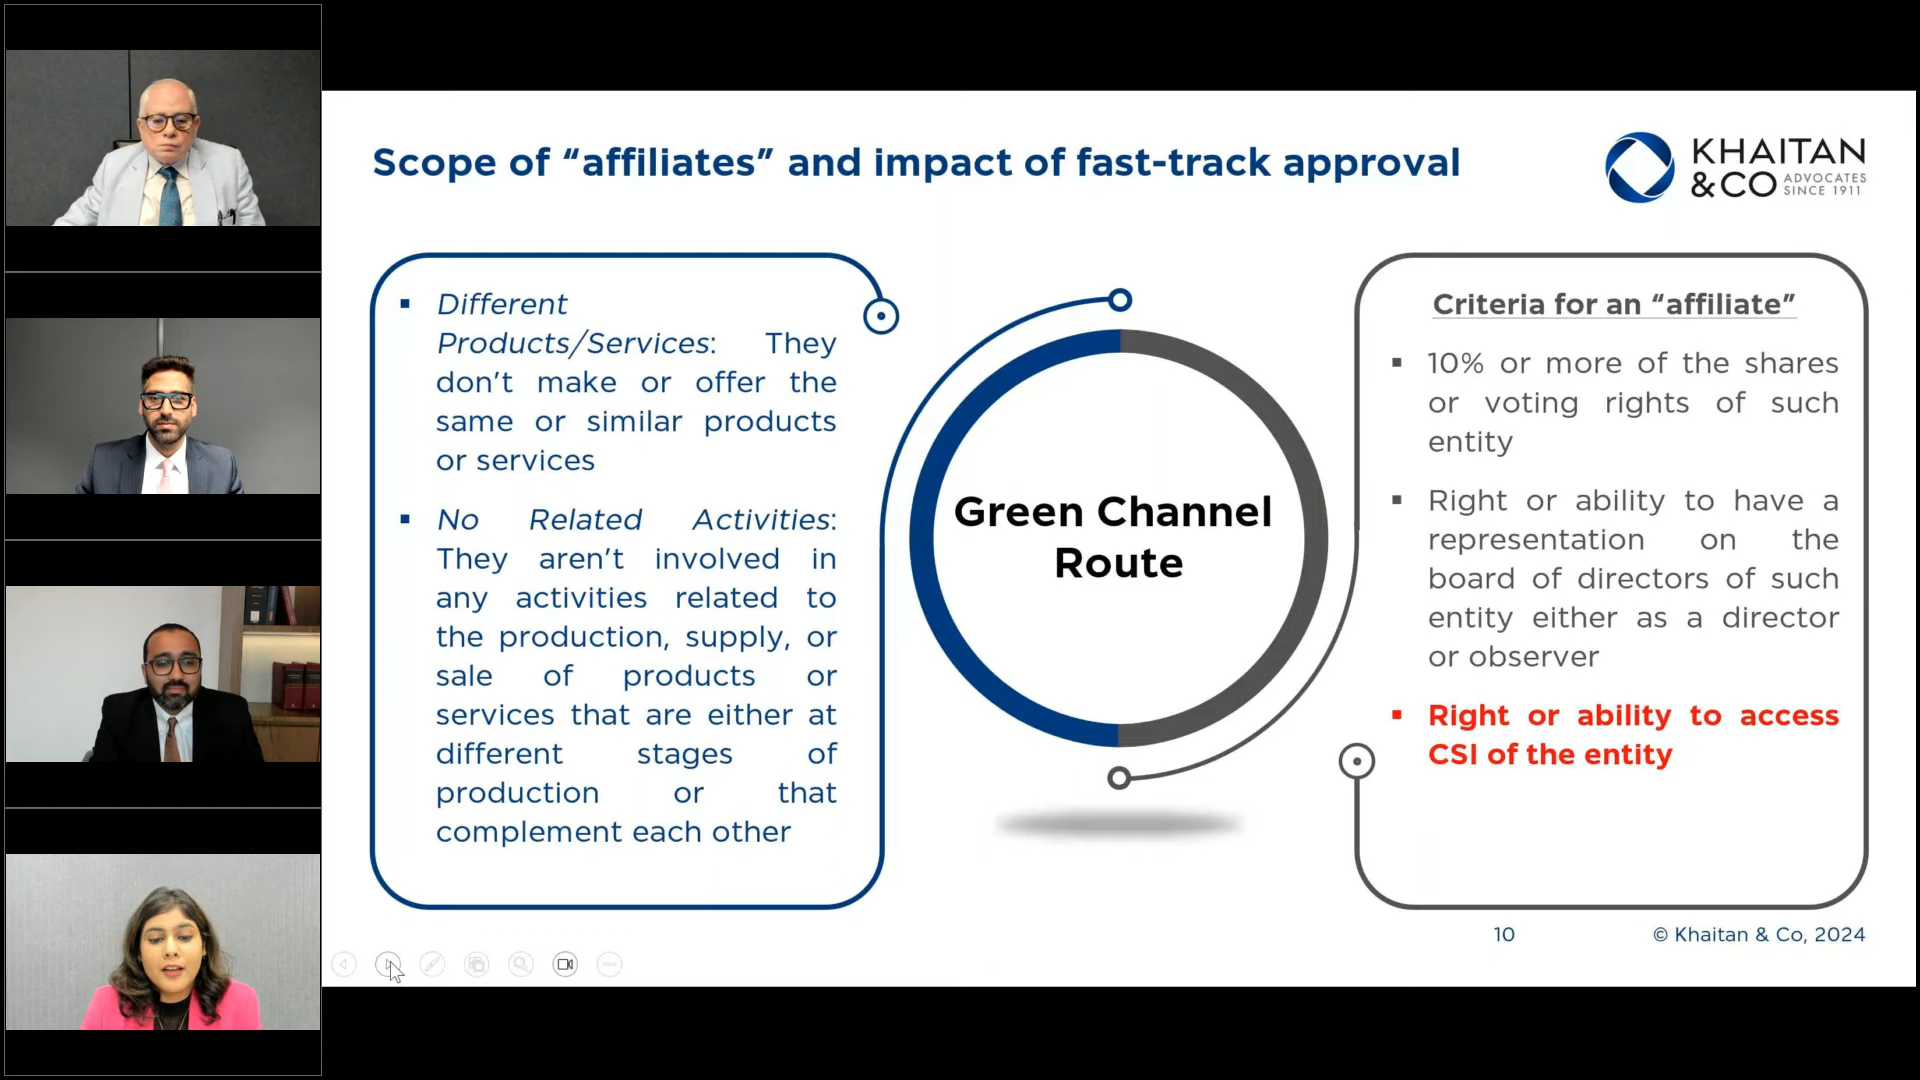 Scope of “affiliates” and impact of fast-track approval
KHAITAN
&CO ADVOCATES
SINCE 1911
▪ Different
Products/Services: They
don’t make or offer the
same or similar products
or services
▪ No Related Activities:
They aren’t involved in
any activities related to
the production, supply, or
sale of products or
services that are either at
different stages of
production or that
complement each other
Green Channel
Route
Criteria for an “affiliate”
▪ 10% or more of the shares
or voting rights of such
entity
▪ Right or ability to have a
representation on the
board of directors of such
entity either as a director
or observer
▪ Right or ability to access
CSI of the entity
10
© Khaitan & Co, 2024